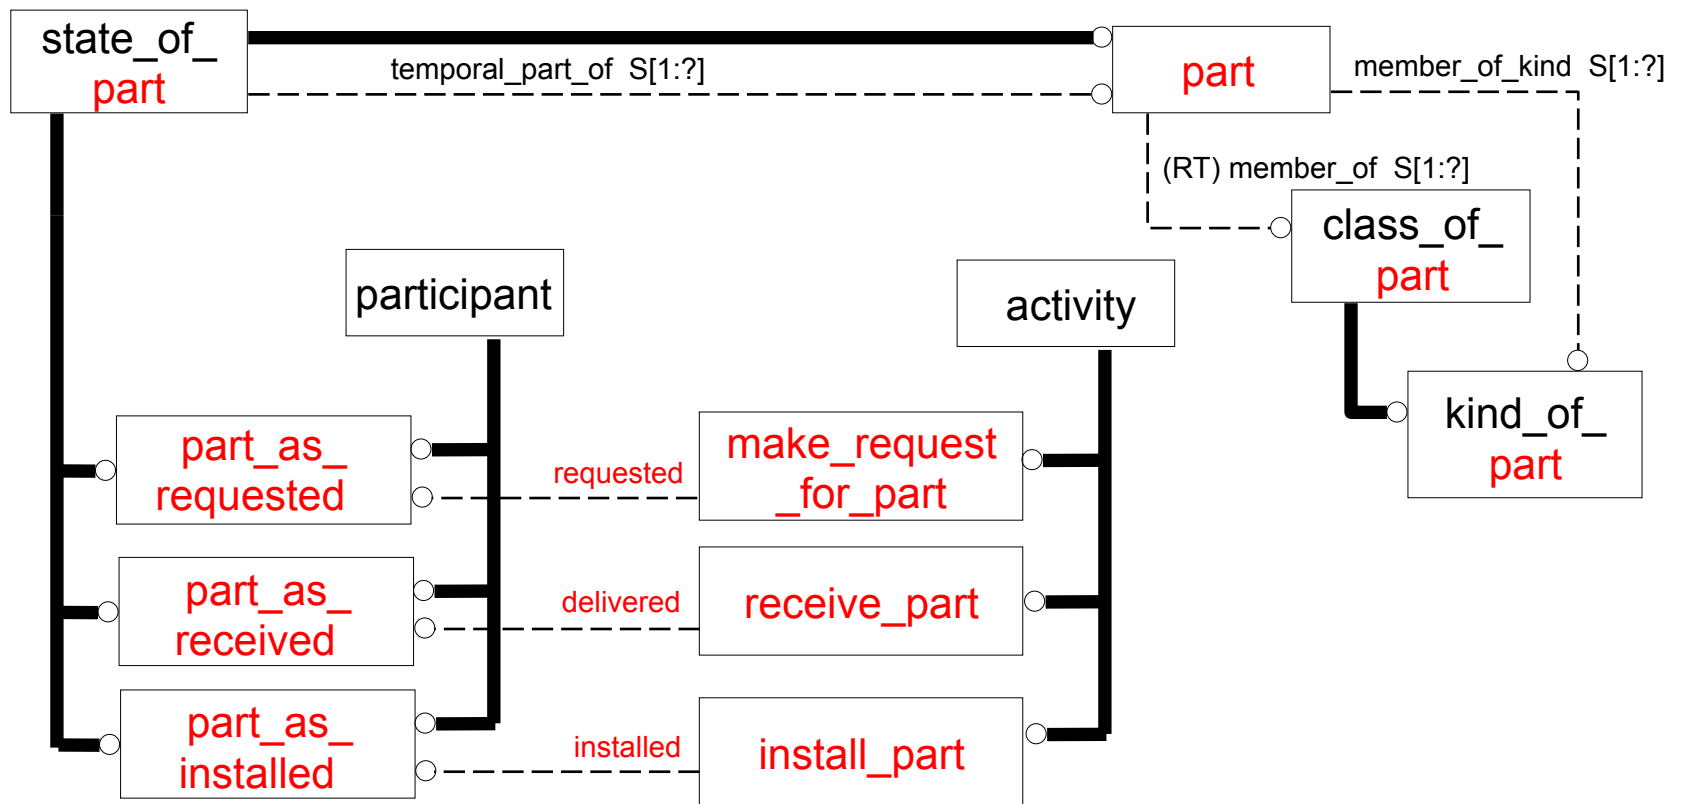 state_of_
part
temporal_part_of S[1:?]
part
member_of_kind S[1:?]
(RT) member_of S[1:?]
class_of_
part
participant
activity
kind_of_
part
part_as_
requested
requested
make_request
_for_part
part_as_
received
delivered
receive_part
part_as_
installed
installed
install_part